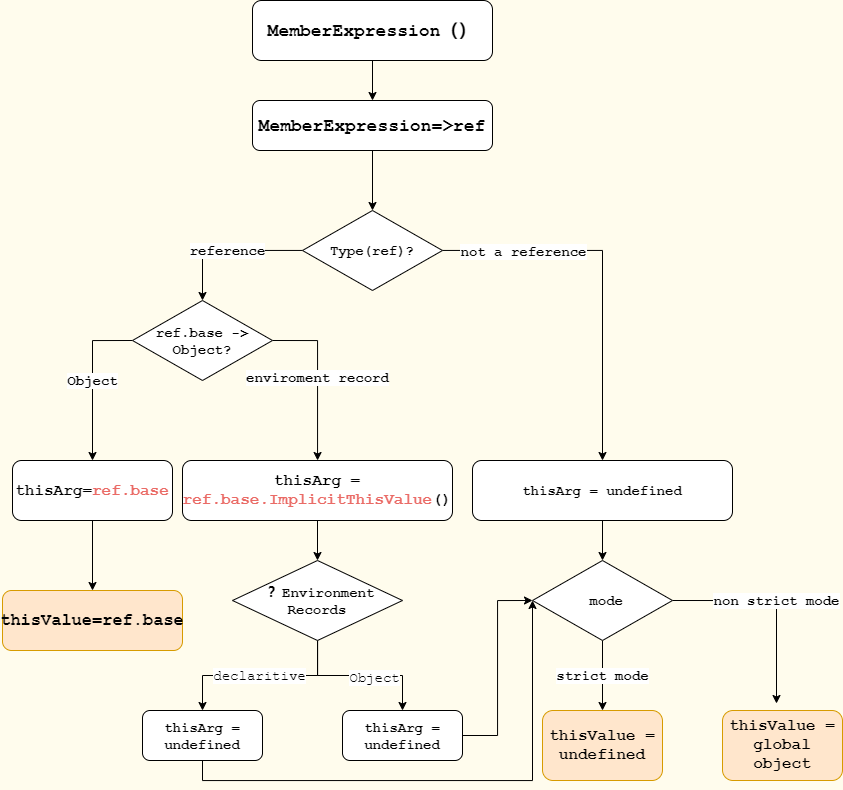 MemberExpression ()
MemberExpression=>ref
Type(ref)?
reference
not a reference
ref.base ->
Object?
Object
enviroment record
thisArg=ref.base
thisArg =
ref.base.ImplicitThisValue()
thisArg = undefined
thisValue=ref.base
? Environment
Records
mode
non strict mode
declaritive
Object
strict mode
thisArg =
undefined
thisArg =
undefined
thisValue =
undefined
thisValue =
global
object